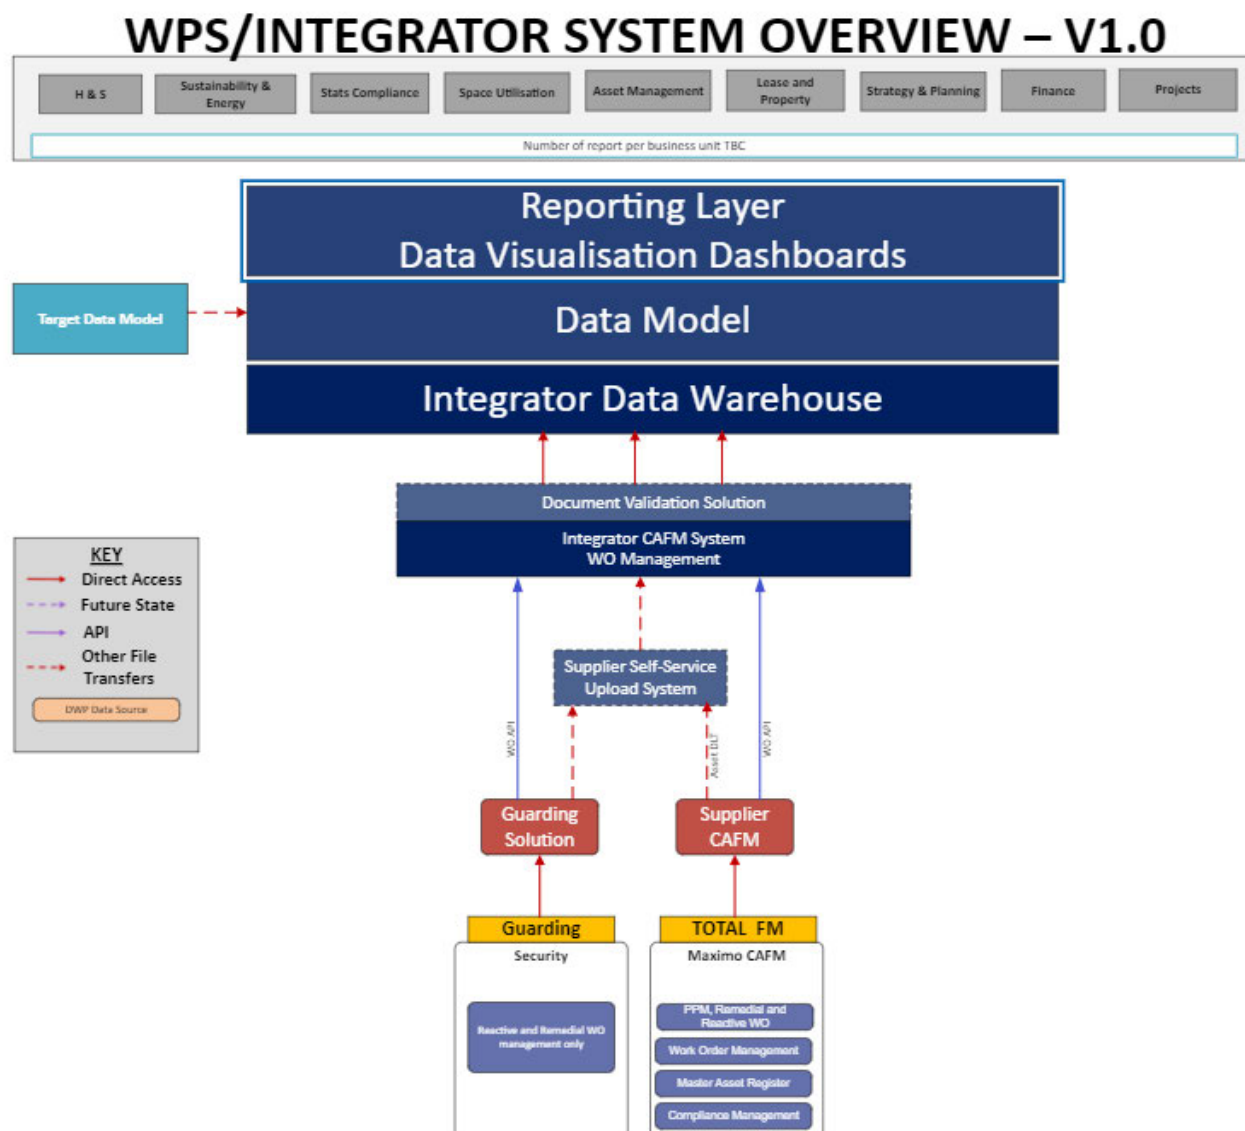 WPS/INTEGRATOR SYSTEM OVERVIEW – V1.0
H & S
Sustainability &
Energy
Stats Compliance
Space Utilisation
Asset Management
Lease and
Property
Strategy & Planning
Finance
Projects
Number of report per business unit TBC
Reporting Layer
Data Visualisation Dashboards
Target Data Model
Data Model
Integrator Data Warehouse
Document Validation Solution
Integrator CAFM System
WO Management
KEY
Direct Access
Future State
API
Other File
Transfers
DWP Data Source
Supplier Self-Service
Upload System
WO API
Asset DLT
WO API
Guarding
Solution
Supplier
CAFM
Guarding
Security
Reactive and Remedial WO
management only
TOTAL FM
Maximo CAFM
PPM, Remedial and
Reactive WO
Work Order Management
Master Asset Register
Compliance Management